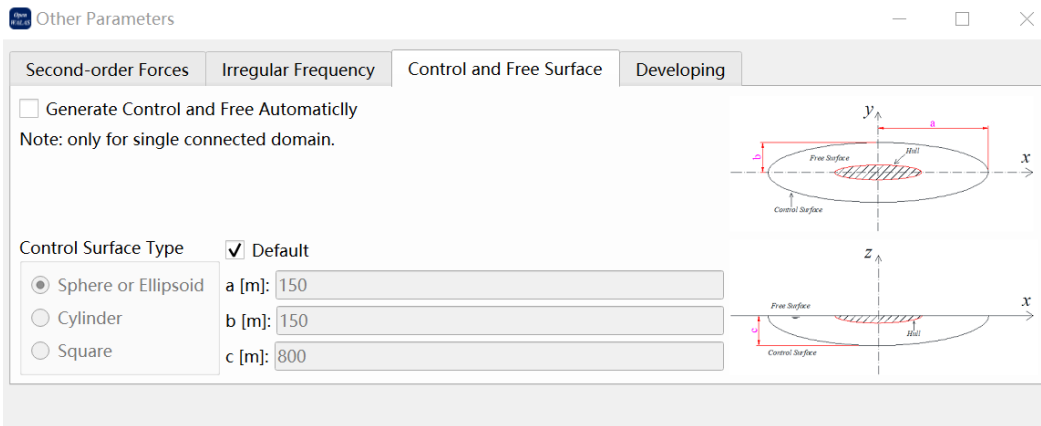 Open
WALAS
Other Parameters
Second-order Forces
Irregular Frequency
Control and Free Surface
Developing
Generate Control and Free Automaticlly
Note: only for single connected domain.
y
a
b
Free Surface
Hull
x
Control Surface
Control Surface Type
Default
Sphere or Ellipsoid
a [m]: 150
Cylinder
b [m]: 150
Square
c [m]: 800
z
x
Free Surface
c
Hull
Control Surface